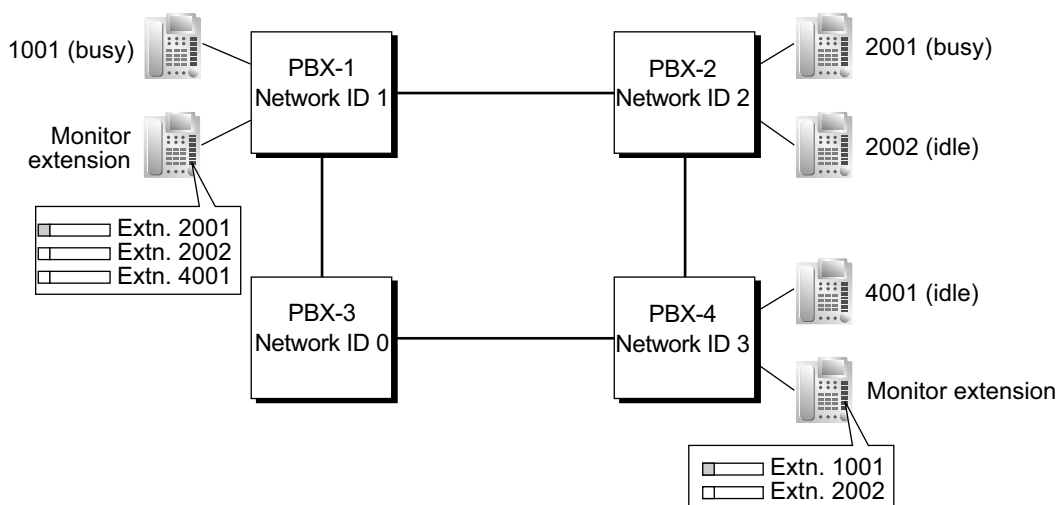 1001 (busy)
Monitor
extension
Extn. 2001
Extn. 2002
Extn. 4001
PBX-1
Network ID 1
PBX-2
Network ID 2
2001 (busy)
2002 (idle)
PBX-3
Network ID 0
PBX-4
Network ID 3
4001 (idle)
Monitor extension
Extn. 1001
Extn. 2002